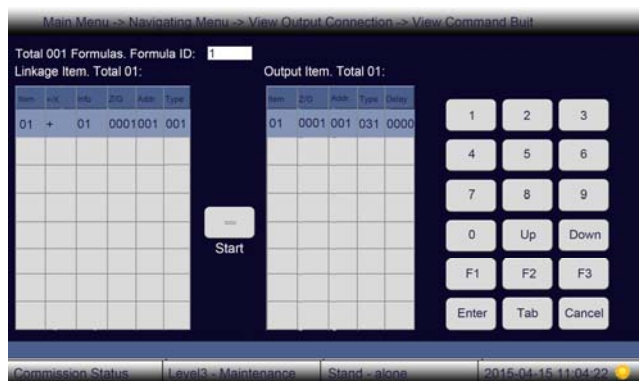 Main Menu -> Navigating Menu -> View Output Connection -> View Command Buit
Total 001 Formulas. Formula ID: 1
Linkage Item. Total 01:
Output Item. Total 01:
Item +/X Info Z/G Addr Type
01 + 01 0001 001 001
Item Z/G Addr Type Delay
01 0001 001 031 0000
=
Start
1 2 3
4 5 6
7 8 9
0 Up Down
F1 F2 F3
Enter Tab Cancel
Commission Status Level3 - Maintenance Stand - alone 2015-04-15 11:04:22